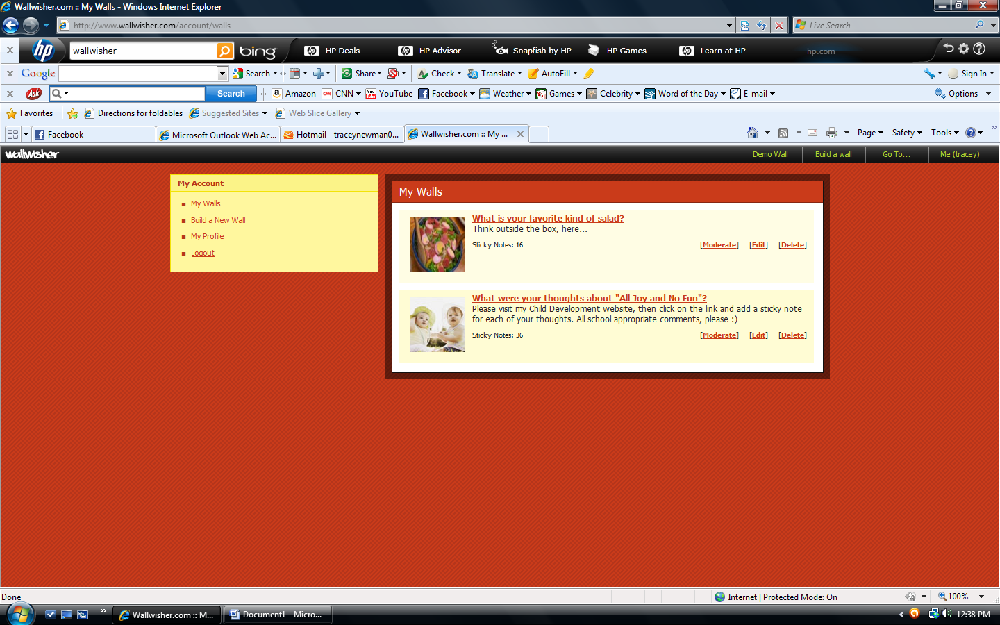 Wallwisher.com :: My Walls - Windows Internet Explorer
http://www.wallwisher.com/account/walls
Live Search
hp wallwisher bing HP Deals HP Advisor Snapfish by HP HP Games Learn at HP hp.com
Google Search Share Check Translate AutoFill Sign In
Ask Search Amazon CNN YouTube Facebook Weather Games Celebrity Word of the Day E-mail Options
Favorites Directions for foldables Suggested Sites Web Slice Gallery
Facebook Microsoft Outlook Web Ac... Hotmail - traceynewman0... Wallwisher.com :: My ... Page Safety Tools
wallwisher Demo Wall Build a wall Go To... Me (tracey)
My Account
My Walls
Build a New Wall
My Profile
Logout
My Walls
What is your favorite kind of salad?
Think outside the box, here...
Sticky Notes: 16 [Moderate] [Edit] [Delete]
What were your thoughts about "All Joy and No Fun"?
Please visit my Child Development website, then click on the link and add a sticky note
for each of your thoughts. All school appropriate comments, please :)
Sticky Notes: 36 [Moderate] [Edit] [Delete]
Done Internet | Protected Mode: On 100%
Wallwisher.com :: M... Document1 - Micro... 12:38 PM